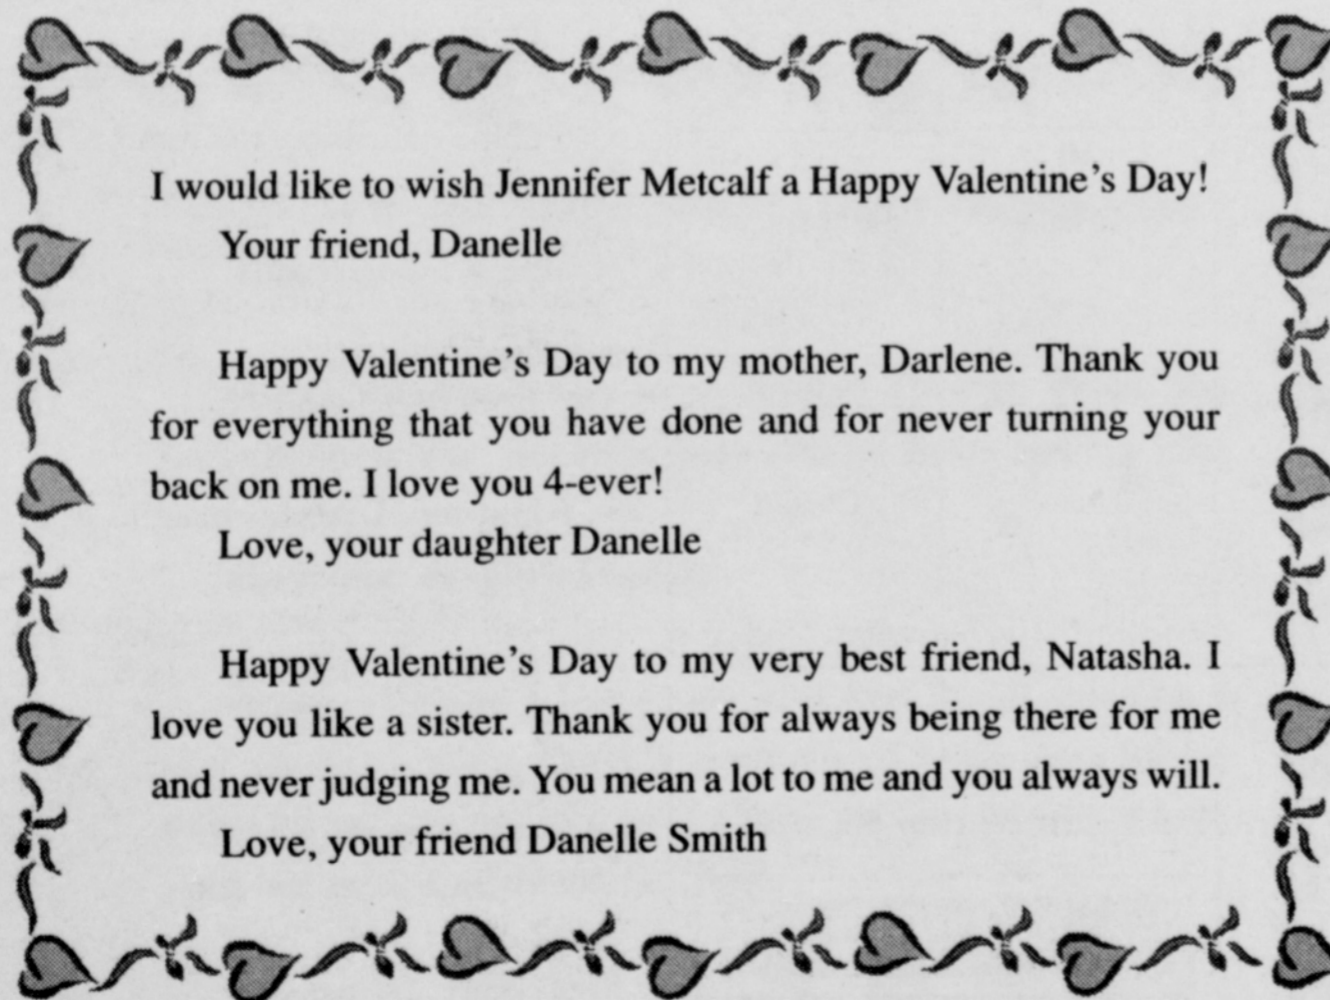 I would like to wish Jennifer Metcalf a Happy Valentine's Day!
Your friend, Danelle
Happy Valentine's Day to my mother, Darlene. Thank you
for everything that you have done and for never turning your
back on me. I love you 4-ever!
Love, your daughter Danelle
Happy Valentine's Day to my very best friend, Natasha. I
love you like a sister. Thank you for always being there for me
and never judging me. You mean a lot to me and you always will.
Love, your friend Danelle Smith